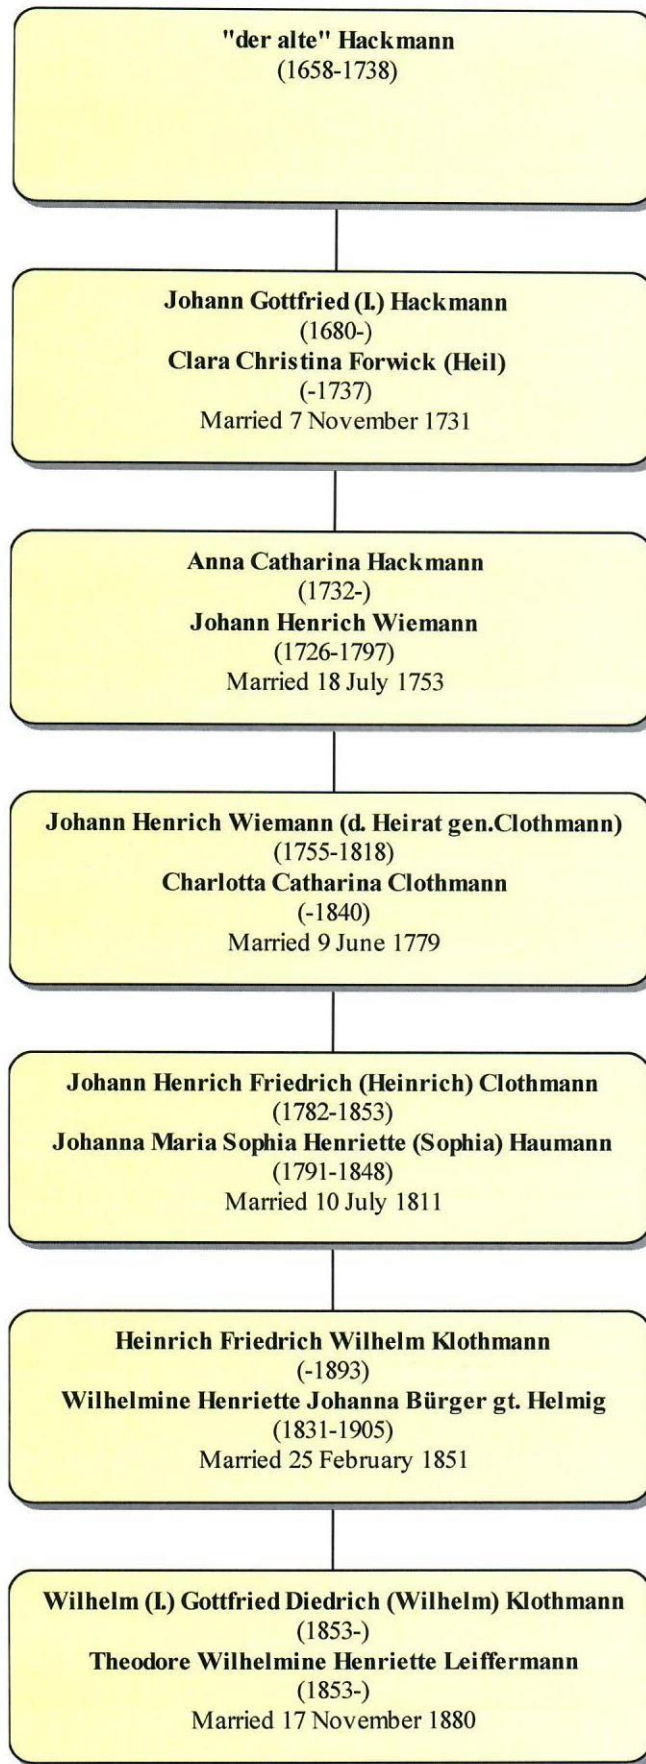 "der alte" Hackmann
(1658-1738)
Johann Gottfried (I.) Hackmann
(1680-)
Clara Christina Forwick (Heil)
(-1737)
Married 7 November 1731
Anna Catharina Hackmann
(1732-)
Johann Henrich Wiemann
(1726-1797)
Married 18 July 1753
Johann Henrich Wiemann (d. Heirat gen.Clothmann)
(1755-1818)
Charlotta Catharina Clothmann
(-1840)
Married 9 June 1779
Johann Henrich Friedrich (Heinrich) Clothmann
(1782-1853)
Johanna Maria Sophia Henriette (Sophia) Haumann
(1791-1848)
Married 10 July 1811
Heinrich Friedrich Wilhelm Klothmann
(-1893)
Wilhelmine Henriette Johanna Bürger gt. Helmig
(1831-1905)
Married 25 February 1851
Wilhelm (I.) Gottfried Diedrich (Wilhelm) Klothmann
(1853-)
Theodore Wilhelmine Henriette Leiffermann
(1853-)
Married 17 November 1880